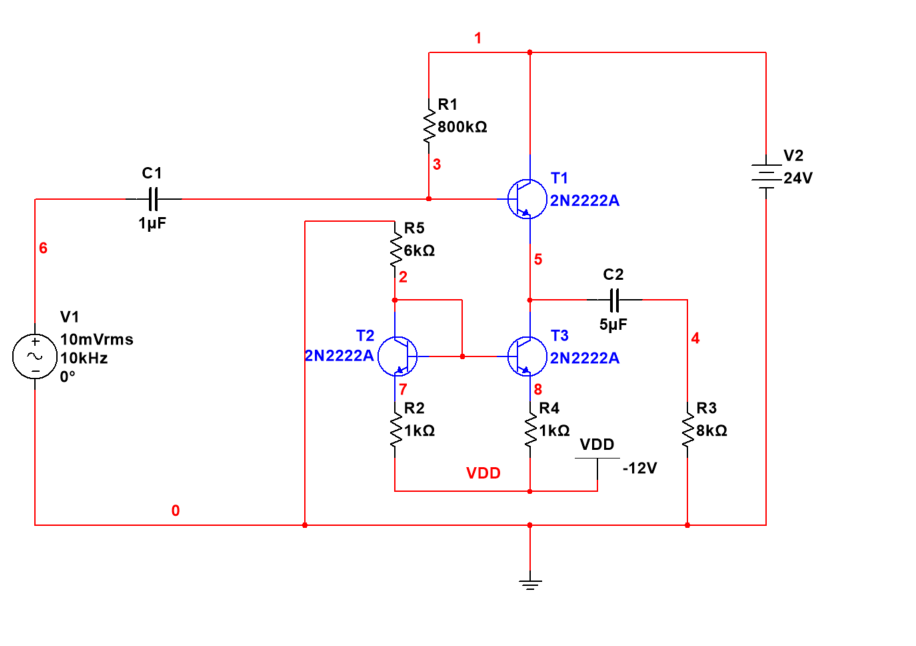 1
R1
800kΩ
3
V2
24V
C1
1µF
T1
2N2222A
6
R5
6kΩ
5
2
C2
5µF
V1
10mVrms
10kHz
0°
T2
2N2222A
T3
2N2222A
4
7
8
R2
1kΩ
R4
1kΩ
R3
8kΩ
VDD
-12V
VDD
0